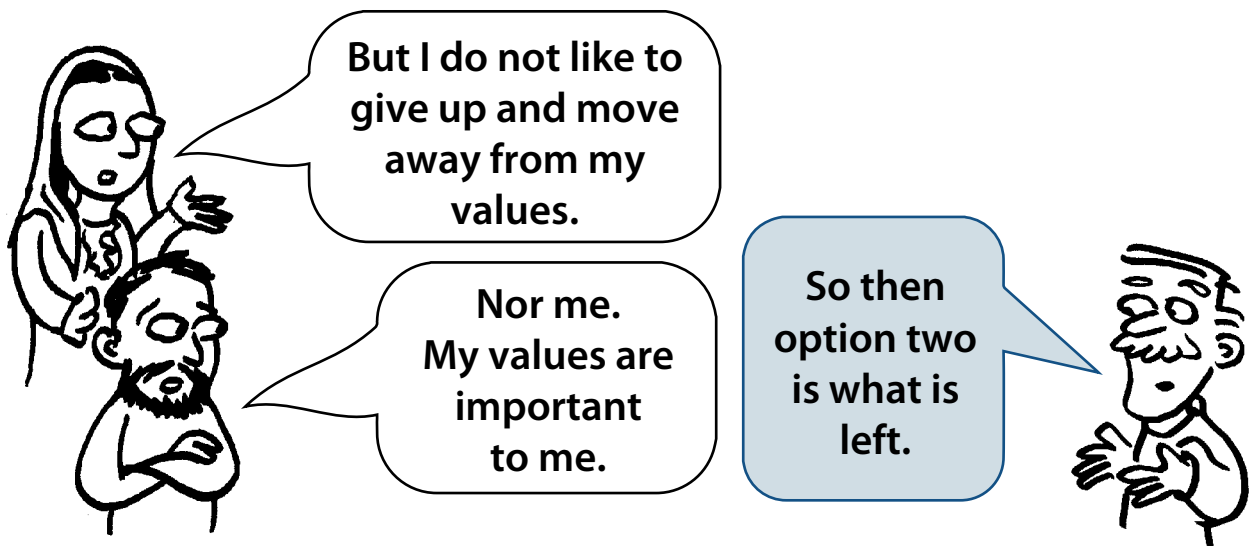 But I do not like to
give up and move
away from my
values.
Nor me.
My values are
important
to me.
So then
option two
is what is
left.